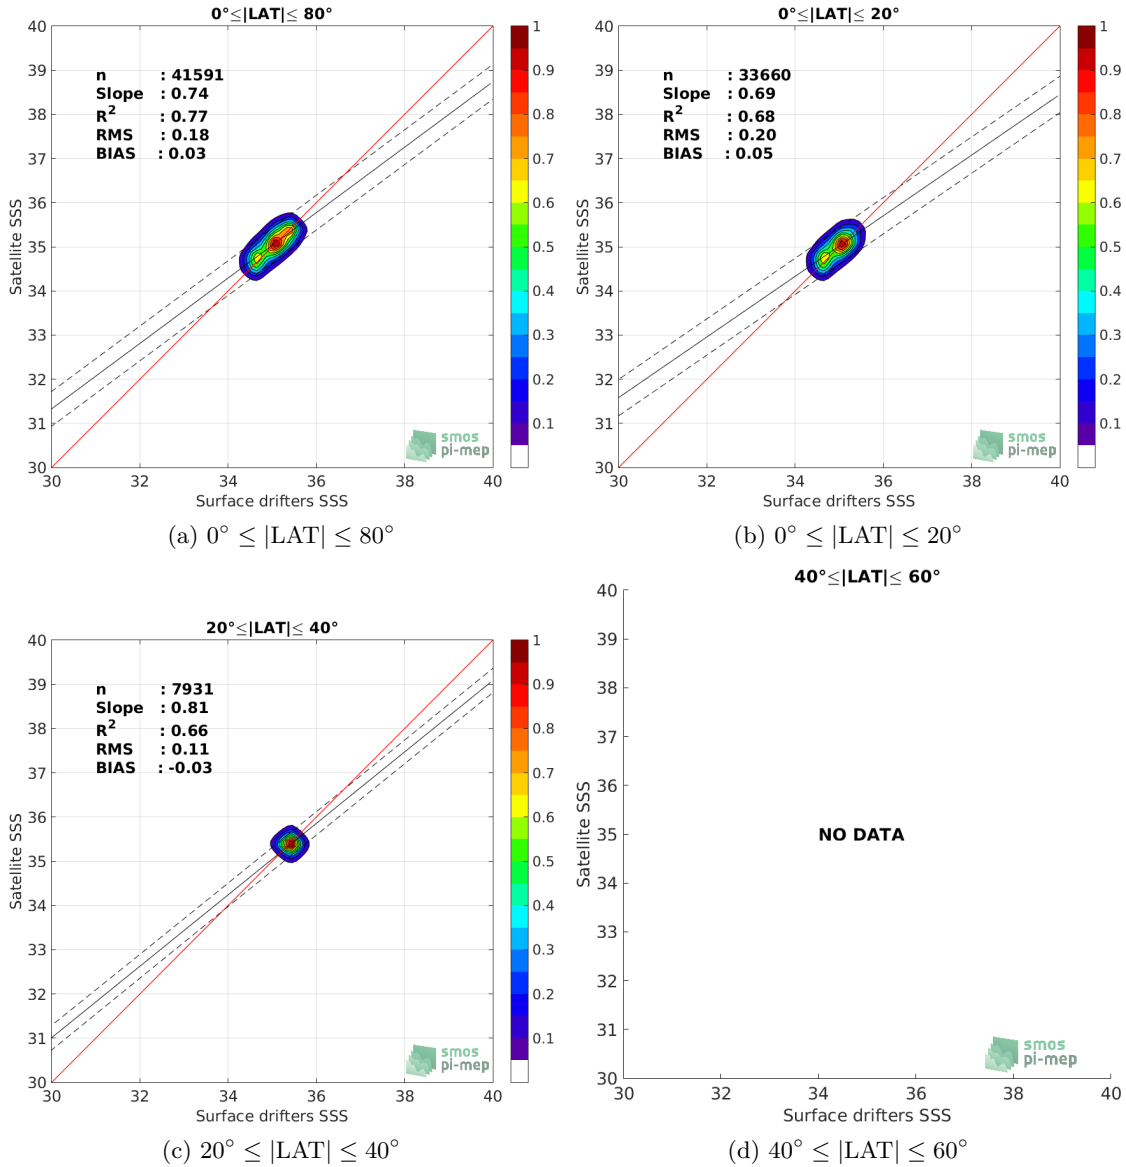 0°≤|LAT|≤ 80°
40
39
38
37
36
35
34
33
32
31
30
Satellite SSS
n : 41591
Slope : 0.74
R² : 0.77
RMS : 0.18
BIAS : 0.03
smos
pi-mep
30 32 34 36 38 40
Surface drifters SSS
1
0.9
0.8
0.7
0.6
0.5
0.4
0.3
0.2
0.1
(a) 0° ≤ |LAT| ≤ 80°
0°≤|LAT|≤ 20°
40
39
38
37
36
35
34
33
32
31
30
Satellite SSS
n : 33660
Slope : 0.69
R² : 0.68
RMS : 0.20
BIAS : 0.05
smos
pi-mep
30 32 34 36 38 40
Surface drifters SSS
1
0.9
0.8
0.7
0.6
0.5
0.4
0.3
0.2
0.1
(b) 0° ≤ |LAT| ≤ 20°
20°≤|LAT|≤ 40°
40
39
38
37
36
35
34
33
32
31
30
Satellite SSS
n : 7931
Slope : 0.81
R² : 0.66
RMS : 0.11
BIAS : -0.03
smos
pi-mep
30 32 34 36 38 40
Surface drifters SSS
1
0.9
0.8
0.7
0.6
0.5
0.4
0.3
0.2
0.1
(c) 20° ≤ |LAT| ≤ 40°
40°≤|LAT|≤ 60°
40
39
38
37
36
35
34
33
32
31
30
Satellite SSS
NO DATA
smos
pi-mep
30 32 34 36 38 40
Surface drifters SSS
(d) 40° ≤ |LAT| ≤ 60°